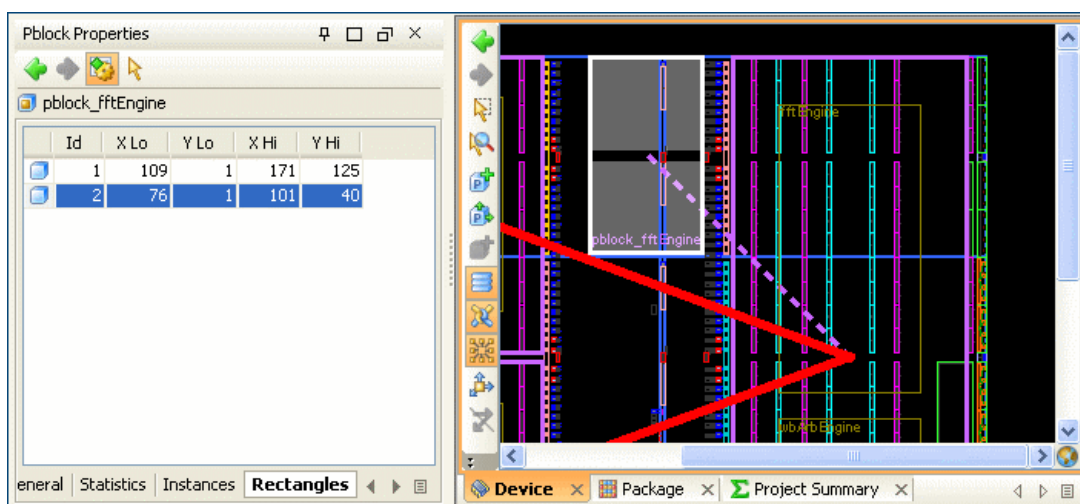 Pblock Properties
pblock_fftEngine
Id X Lo Y Lo X Hi Y Hi
1 109 1 171 125
2 76 1 101 40
eneral Statistics Instances Rectangles
fftEngine
pblock_fftEngine
wbArbEngine
Device Package Project Summary